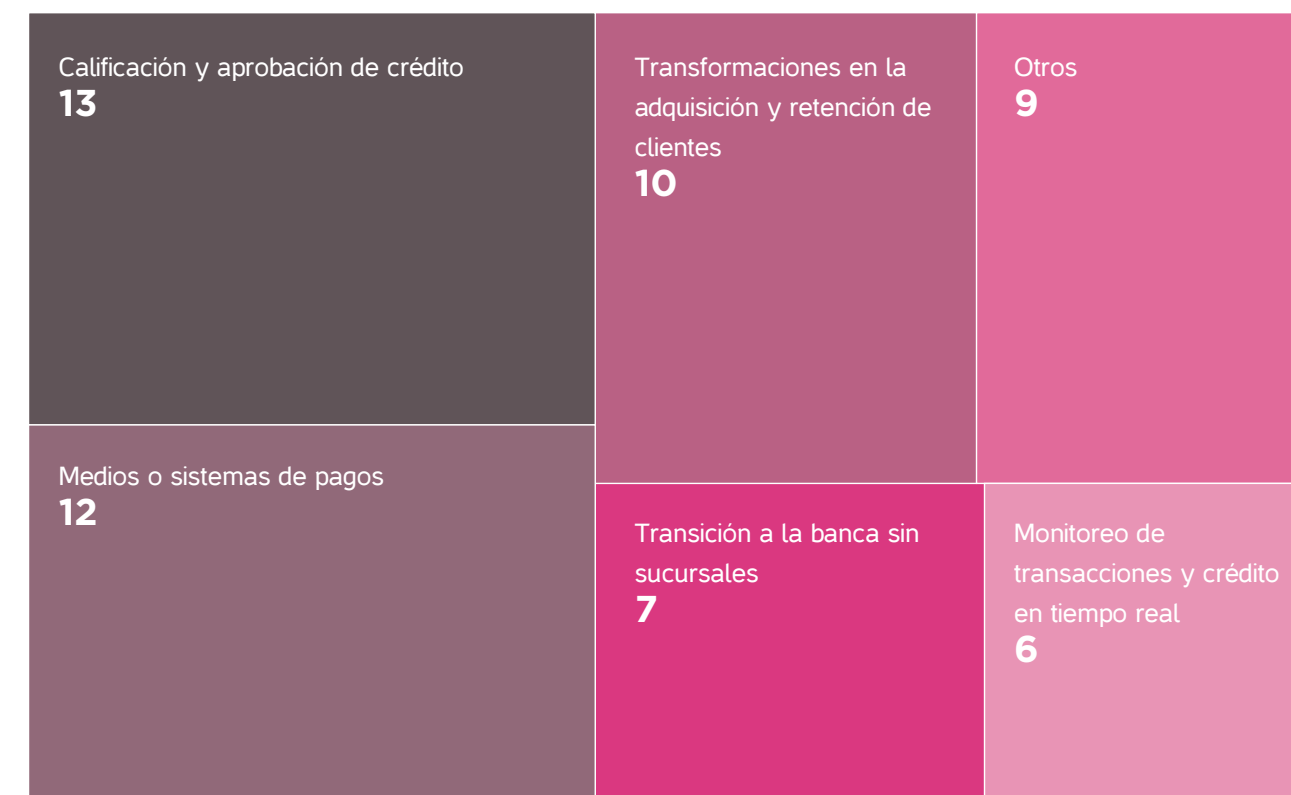 Calificación y aprobación de crédito
13
Transformaciones en la
adquisición y retención de
clientes
10
Otros
9
Medios o sistemas de pagos
12
Transición a la banca sin
sucursales
7
Monitoreo de
transacciones y crédito
en tiempo real
6